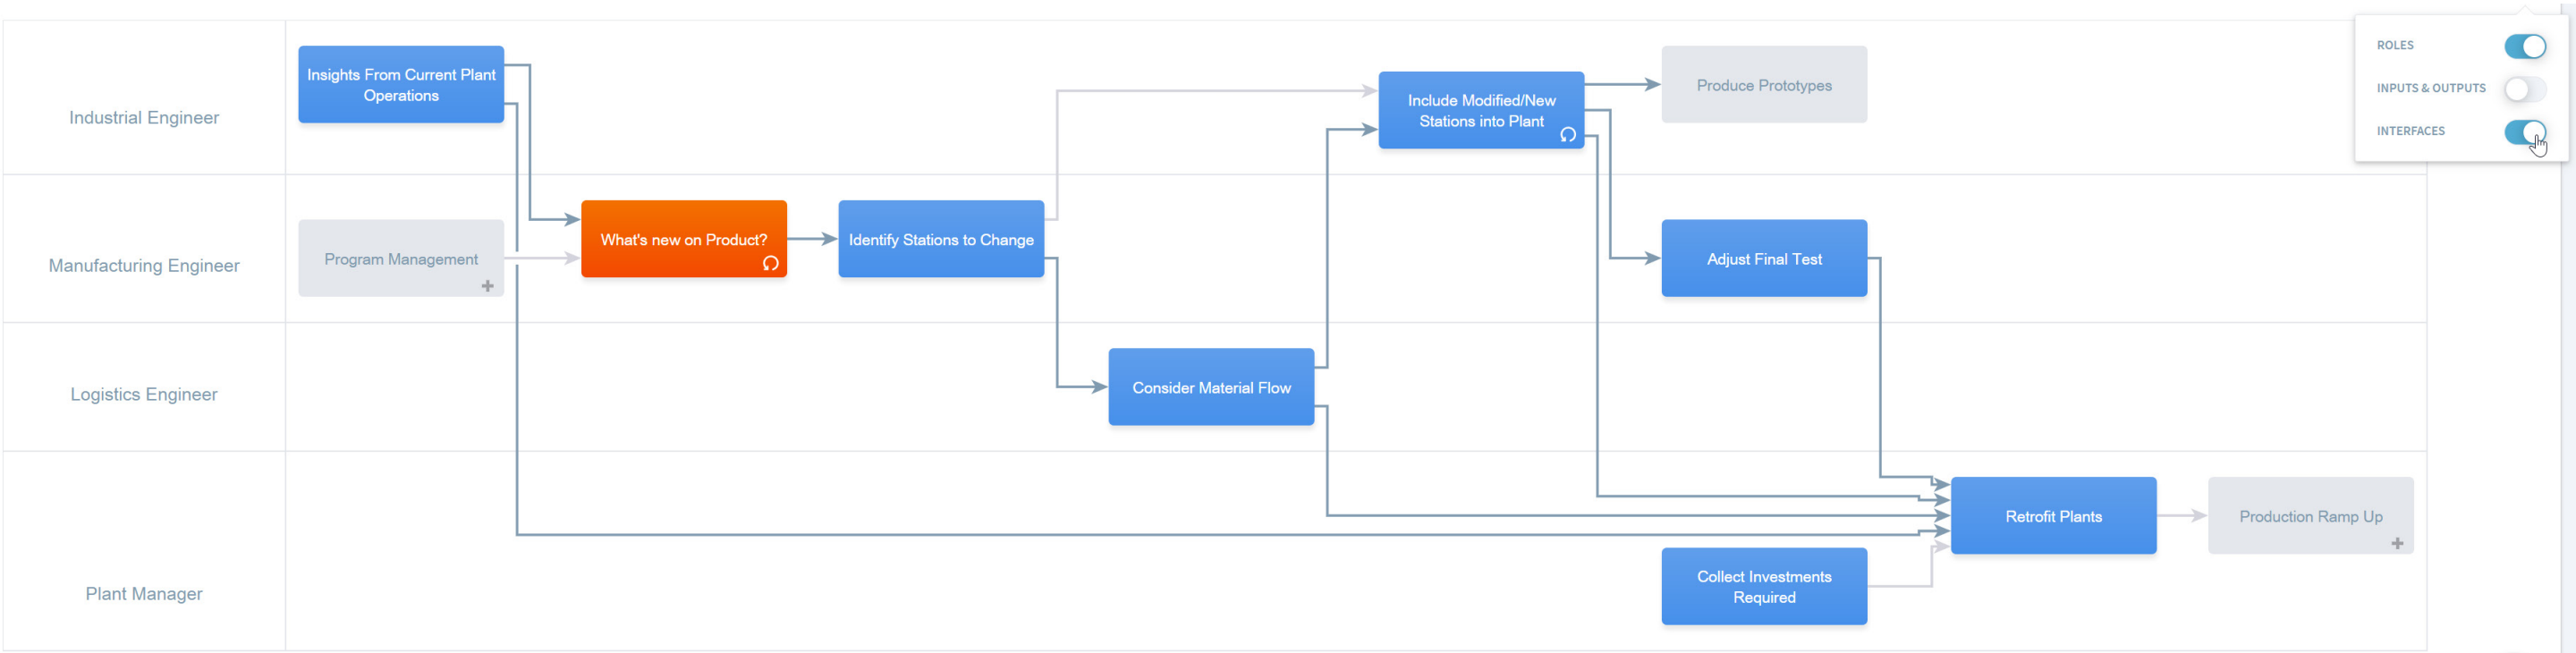 ROLES
INPUTS & OUTPUTS
INTERFACES
Industrial Engineer
Insights From Current Plant
Operations
Include Modified/New
Stations into Plant
Produce Prototypes
Manufacturing Engineer
Program Management
What's new on Product?
Identify Stations to Change
Adjust Final Test
Logistics Engineer
Consider Material Flow
Plant Manager
Retrofit Plants
Production Ramp Up
Collect Investments
Required